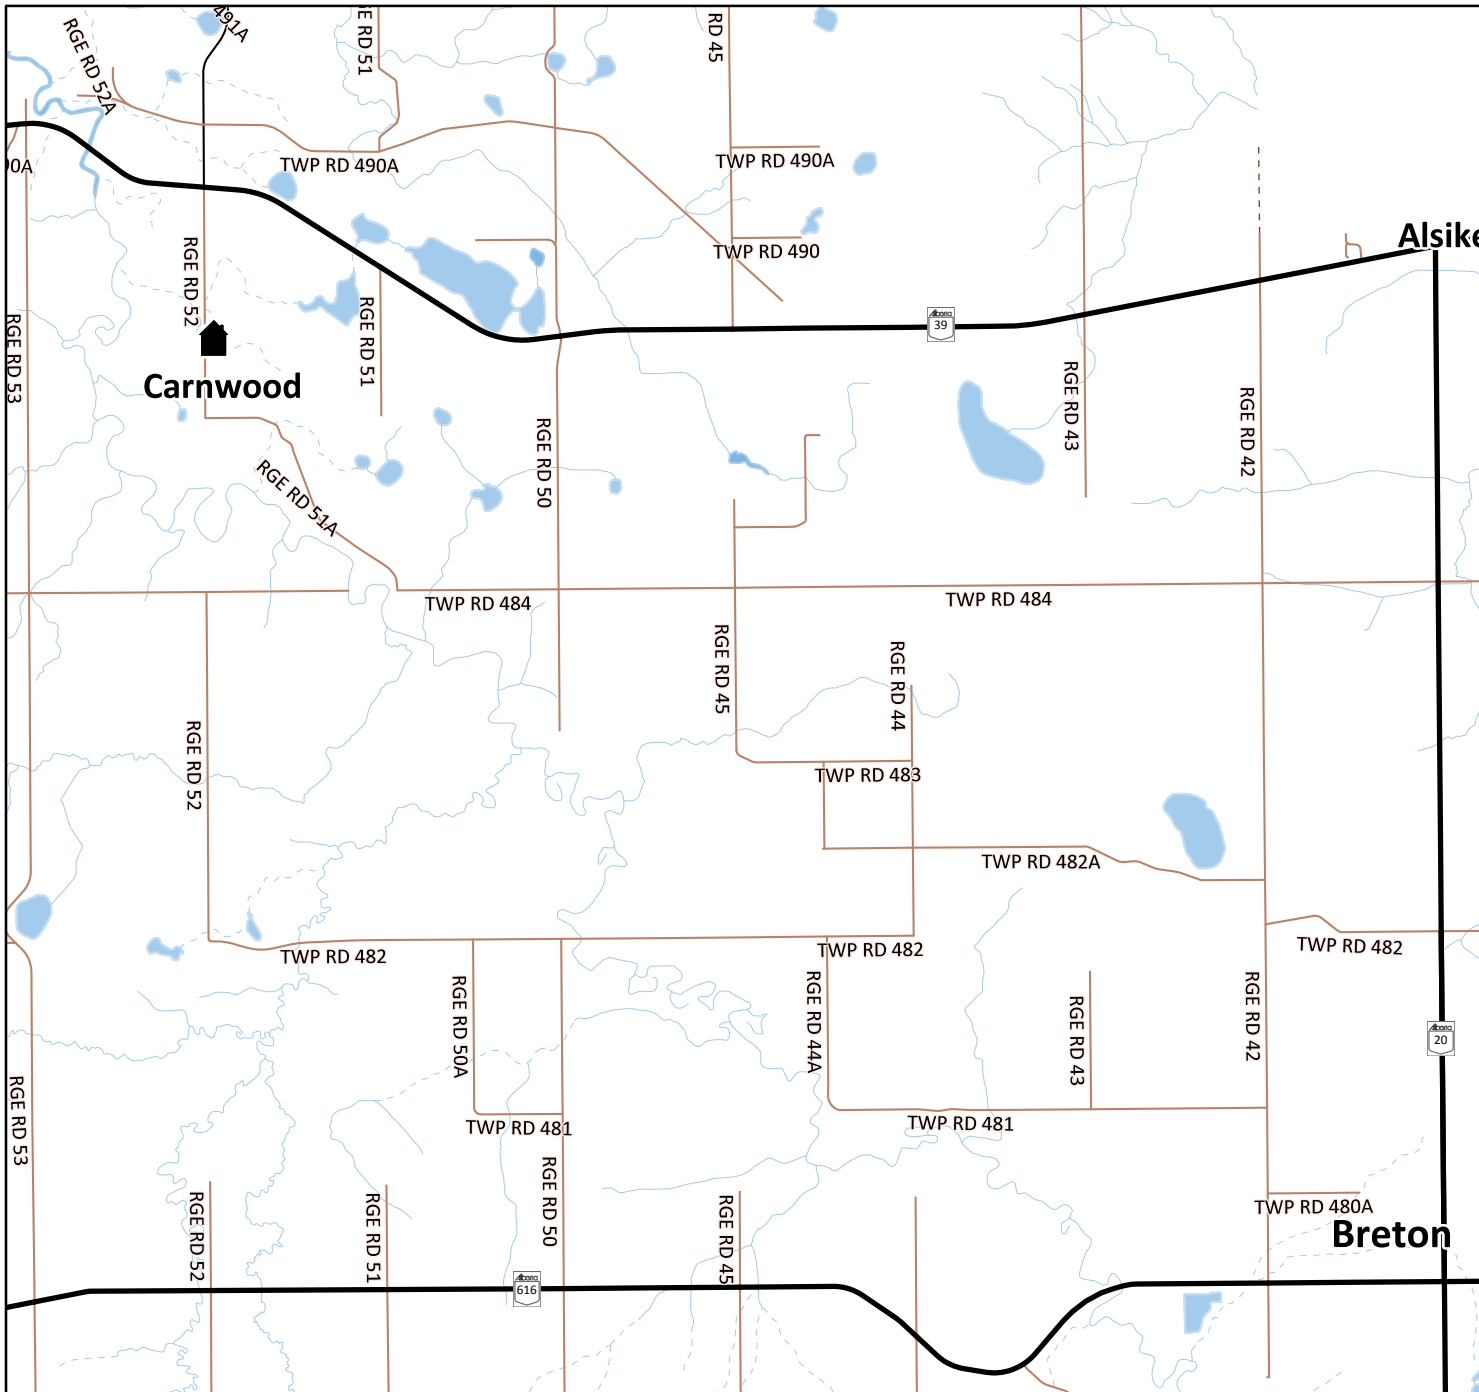 491A
RGE RD 52A
GE RD 51
RD 45
90A
TWP RD 490A
TWP RD 490A
RGE RD 52
TWP RD 490
Alsike
RGE RD 53
RGE RD 51
Alberta
39
Carnwood
RGE RD 50
RGE RD 43
RGE RD 42
RGE RD 51A
TWP RD 484
TWP RD 484
RGE RD 45
RGE RD 44
RGE RD 52
TWP RD 483
TWP RD 482A
TWP RD 482
TWP RD 482
TWP RD 482
RGE RD 50A
RGE RD 44A
RGE RD 43
RGE RD 42
Alberta
20
RGE RD 53
TWP RD 481
TWP RD 481
RGE RD 52
RGE RD 51
RGE RD 50
RGE RD 45
TWP RD 480A
Breton
Alberta
616